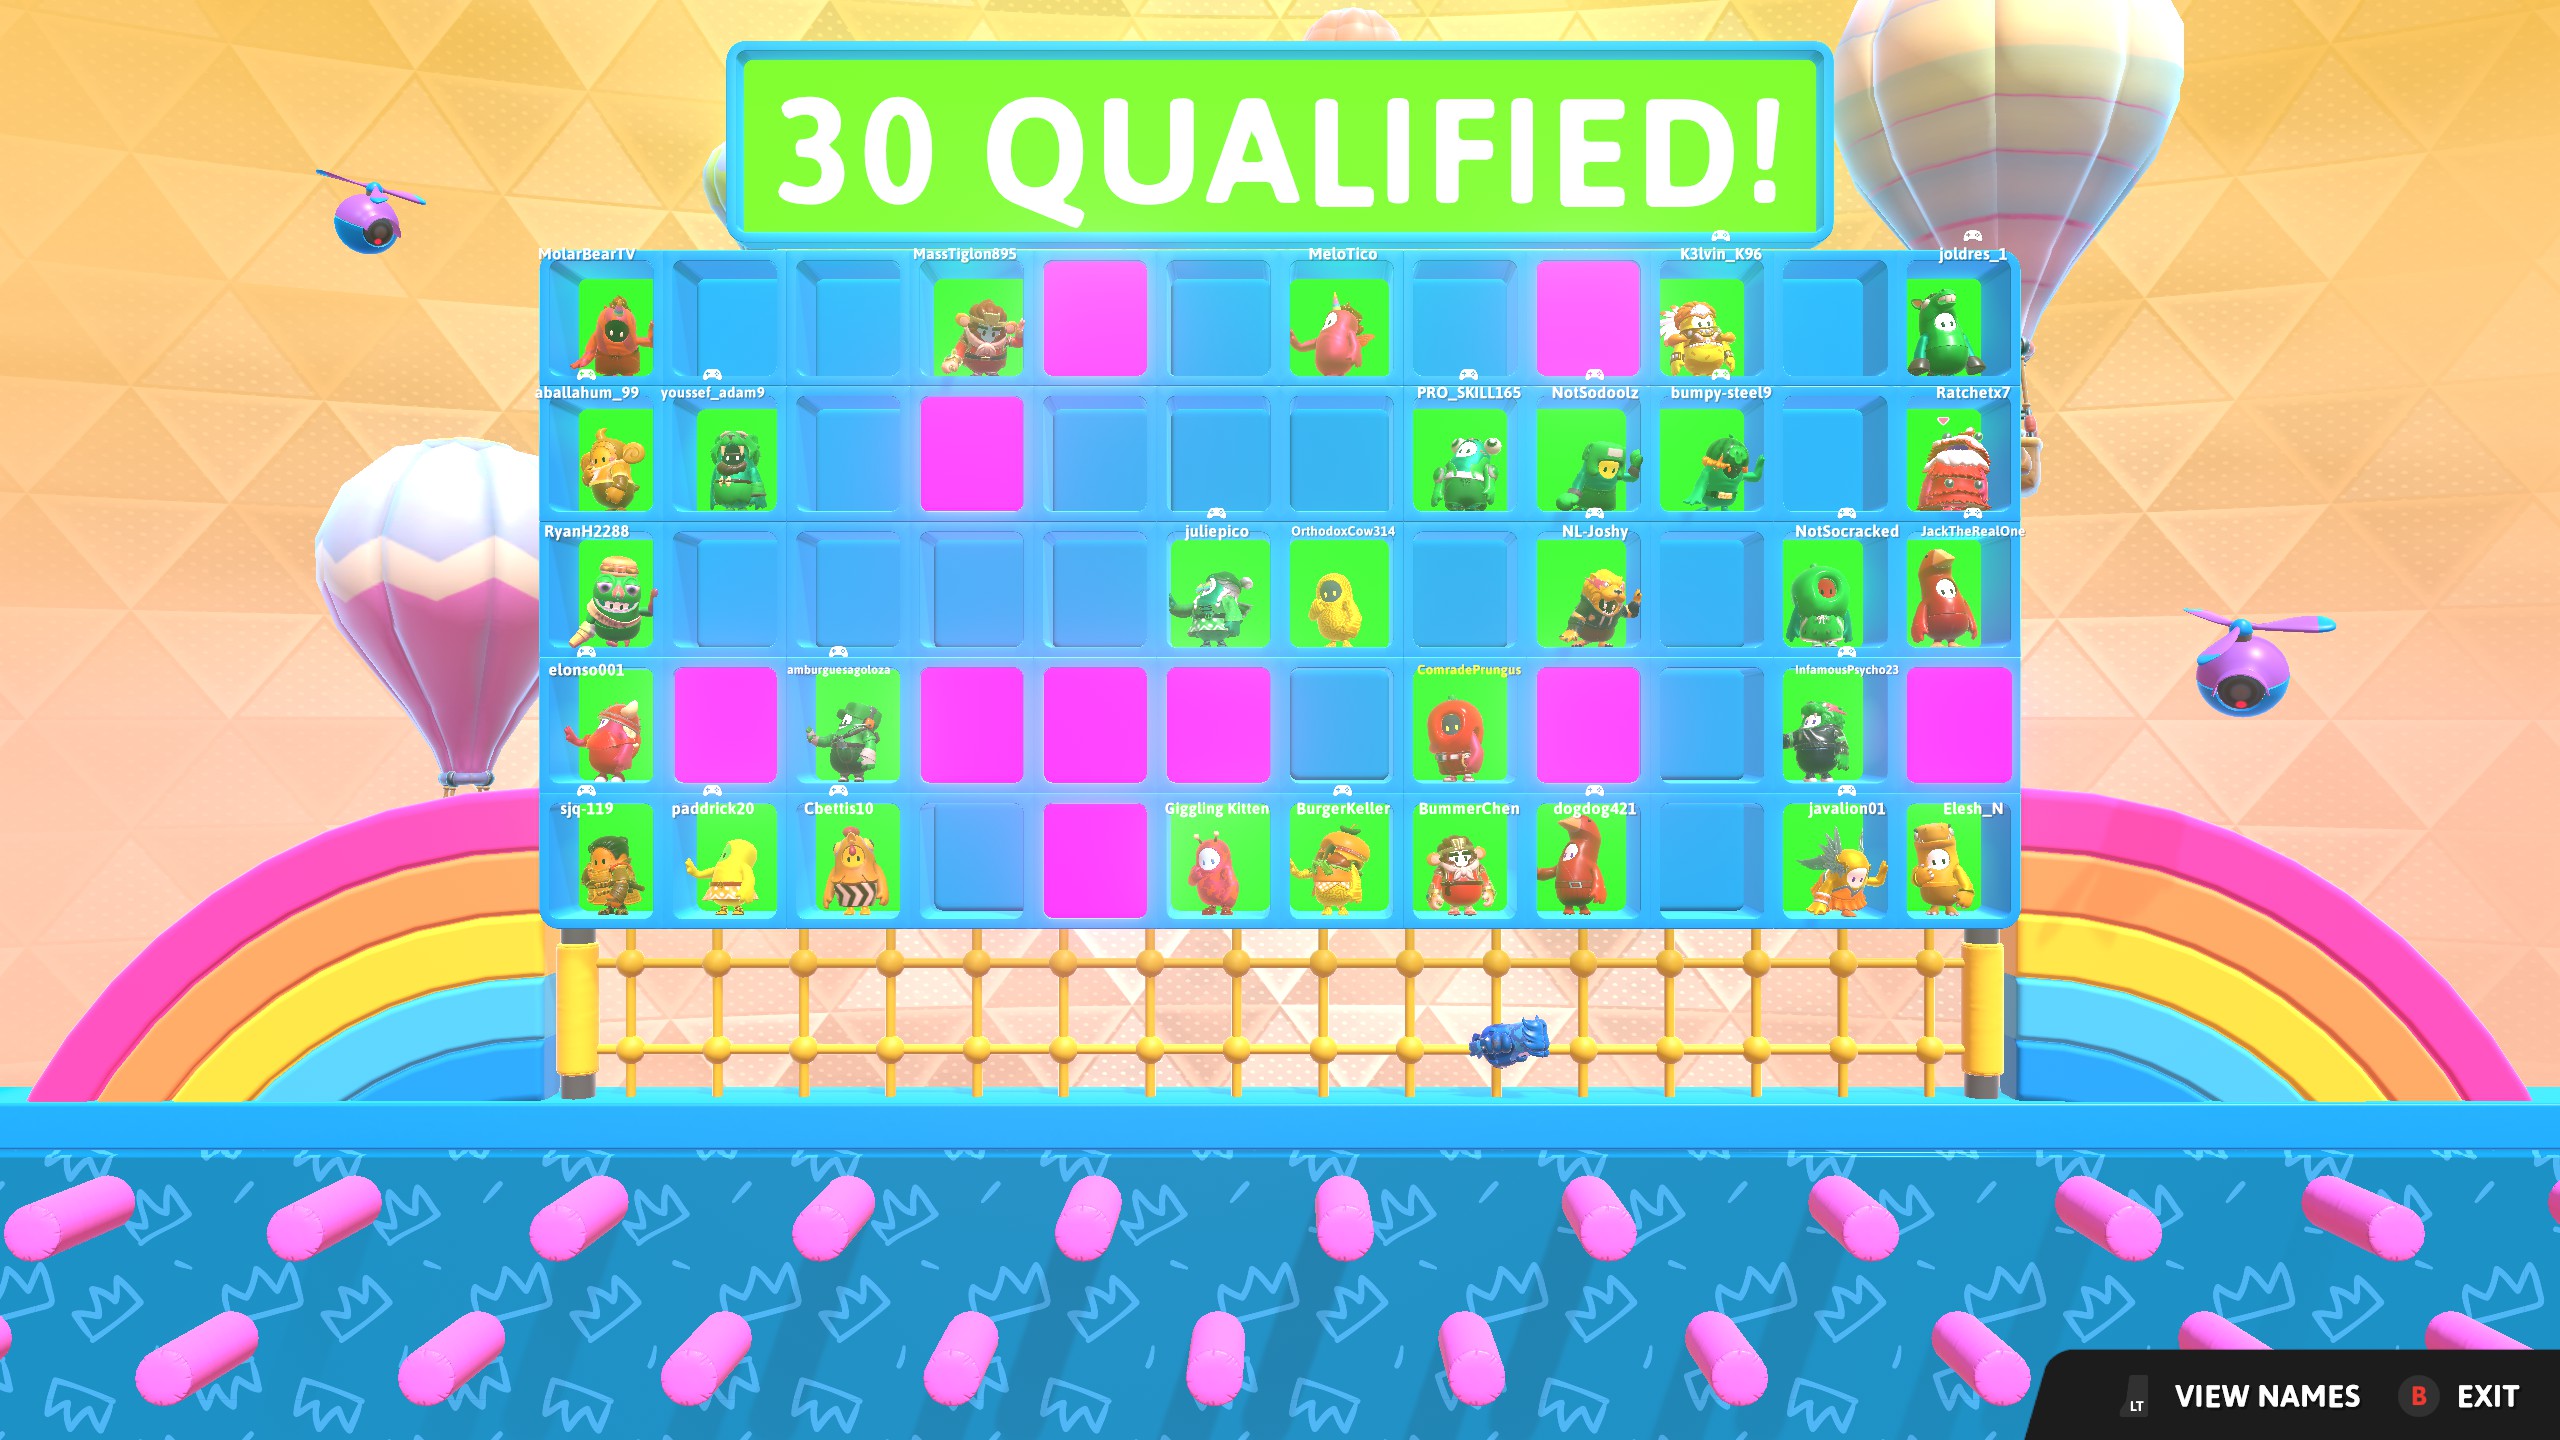 30 QUALIFIED!
MolarBearTV MassTiglon895 MeloTico K3lvin_K96 joldres_1
aballahum_99 youssef_adam9 PRO_SKILL165 NotSodoolz bumpy-steel9 Ratchetx7
RyanH2288 juliepico OrthodoxCow314 NL-Joshy NotSocracked JackTheRealOne
elonso001 amburguesagoloza ComradePrungus InfamousPsycho23
sjq-119 paddrick20 Cbettis10 Giggling Kitten BurgerKeller BummerChen dogdog421 javalion01 Elesh_N
LT VIEW NAMES B EXIT